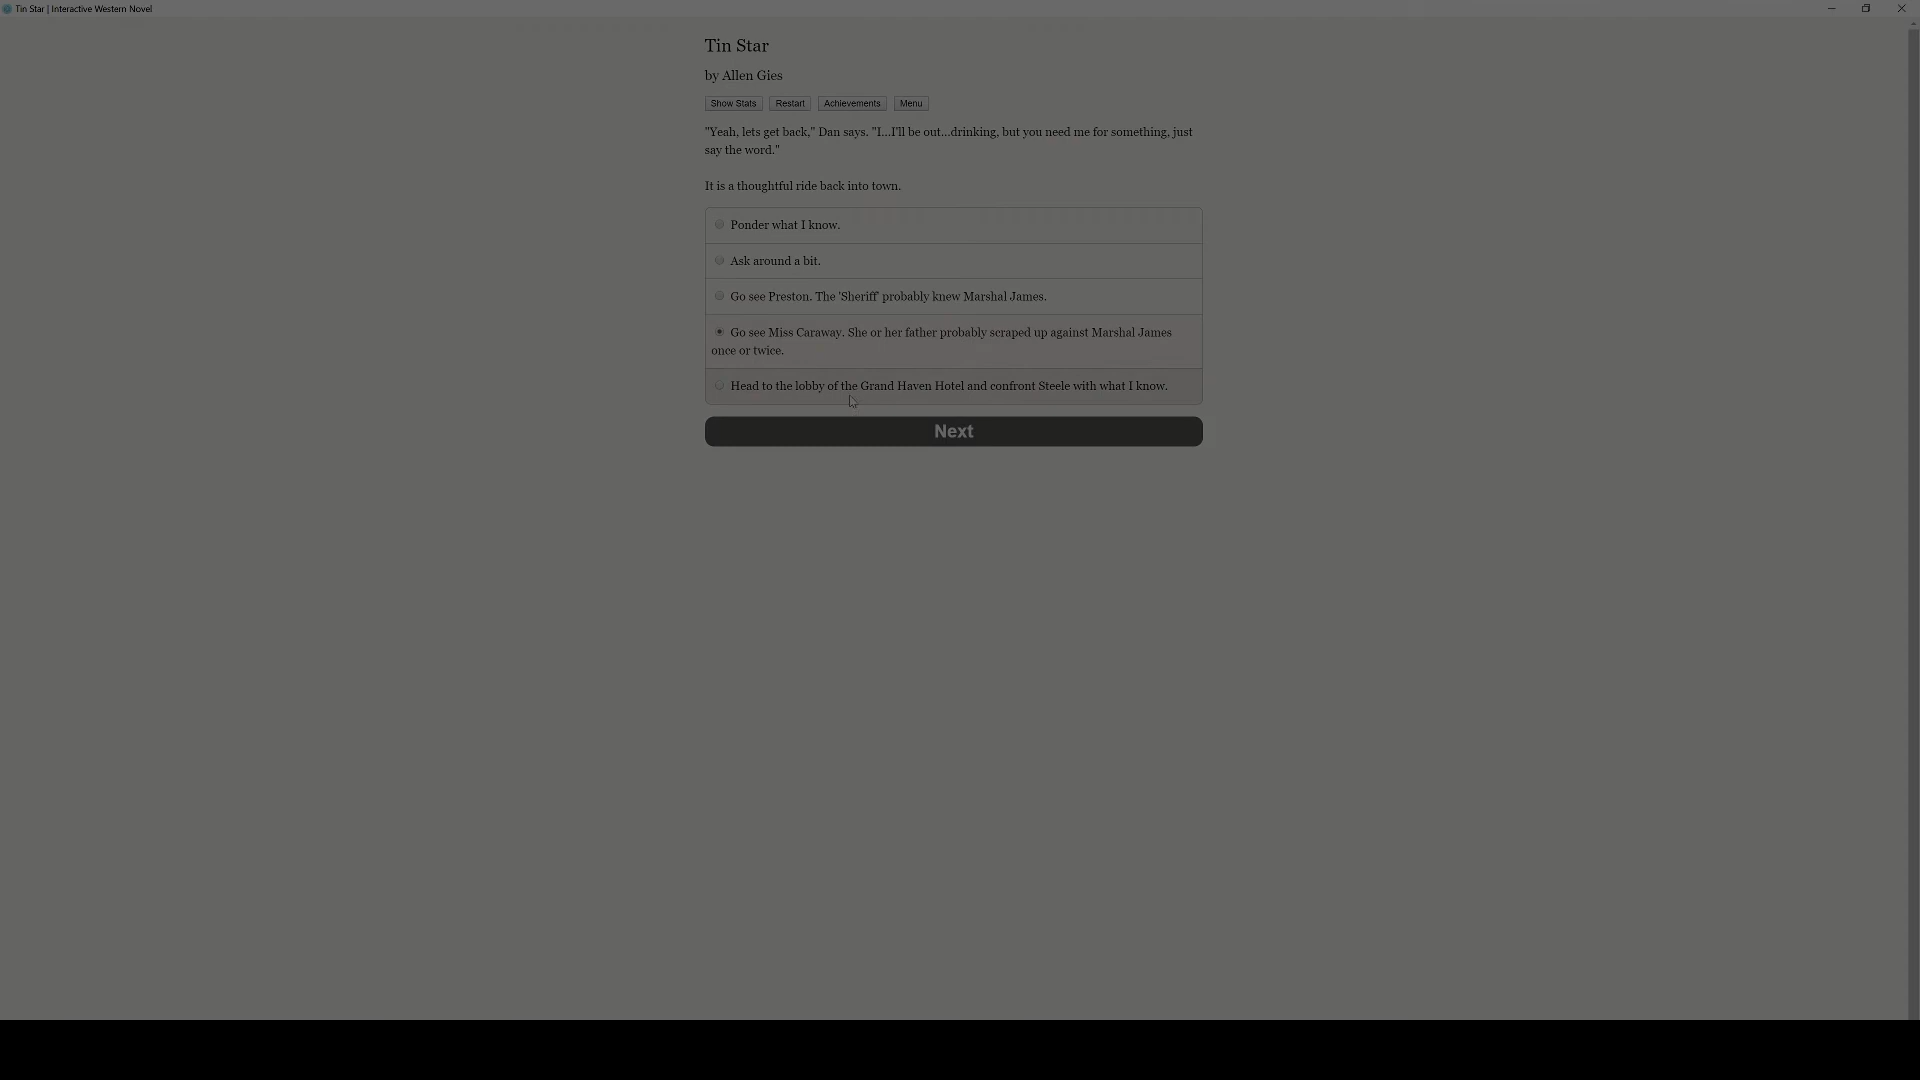 Tin Star | Interactive Western Novel
Tin Star
by Allen Gies
Show Stats Restart Achievements Menu
"Yeah, lets get back," Dan says. "I...I'll be out...drinking, but you need me for something, just
say the word."
It is a thoughtful ride back into town.
Ponder what I know.
Ask around a bit.
Go see Preston. The 'Sheriff' probably knew Marshal James.
Go see Miss Caraway. She or her father probably scraped up against Marshal James
once or twice.
Head to the lobby of the Grand Haven Hotel and confront Steele with what I know.
Next